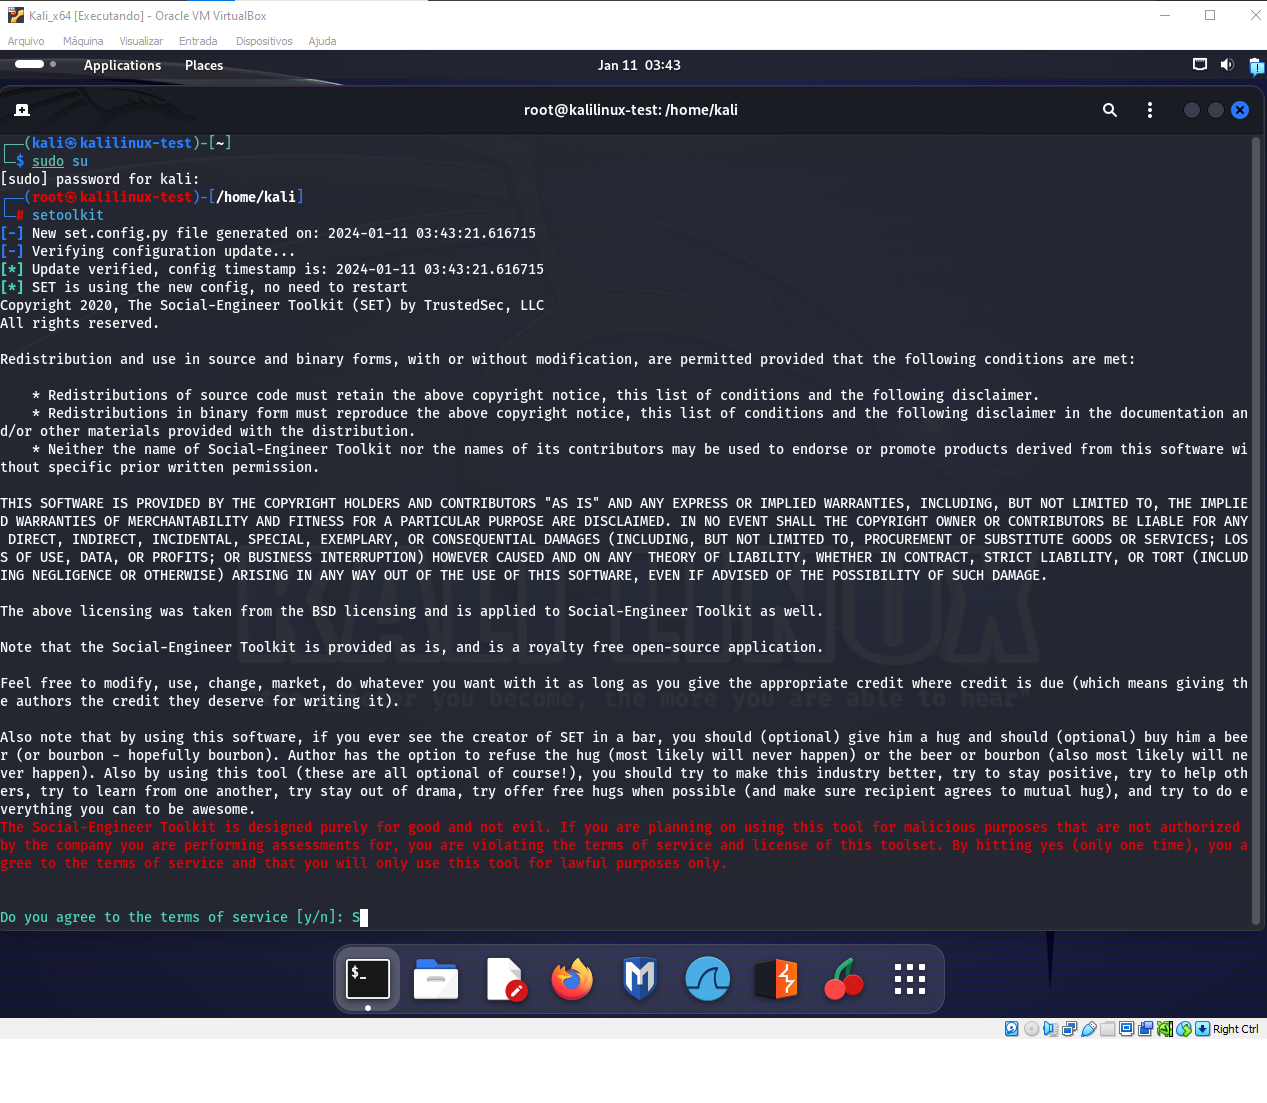 Kali_x64 [Executando] - Oracle VM VirtualBox
Arquivo Máquina Visualizar Entrada Dispositivos Ajuda
Applications Places Jan 11 03:43
root@kalilinux-test: /home/kali
┌──(kali㉿kalilinux-test)-[~]
└─$ sudo su
[sudo] password for kali:
┌──(root㉿kalilinux-test)-[/home/kali]
└─# setoolkit
[-] New set.config.py file generated on: 2024-01-11 03:43:21.616715
[-] Verifying configuration update...
[*] Update verified, config timestamp is: 2024-01-11 03:43:21.616715
[*] SET is using the new config, no need to restart
Copyright 2020, The Social-Engineer Toolkit (SET) by TrustedSec, LLC
All rights reserved.
Redistribution and use in source and binary forms, with or without modification, are permitted provided that the following conditions are met:
* Redistributions of source code must retain the above copyright notice, this list of conditions and the following disclaimer.
* Redistributions in binary form must reproduce the above copyright notice, this list of conditions and the following disclaimer in the documentation an
d/or other materials provided with the distribution.
* Neither the name of Social-Engineer Toolkit nor the names of its contributors may be used to endorse or promote products derived from this software wi
thout specific prior written permission.
THIS SOFTWARE IS PROVIDED BY THE COPYRIGHT HOLDERS AND CONTRIBUTORS "AS IS" AND ANY EXPRESS OR IMPLIED WARRANTIES, INCLUDING, BUT NOT LIMITED TO, THE IMPLIE
D WARRANTIES OF MERCHANTABILITY AND FITNESS FOR A PARTICULAR PURPOSE ARE DISCLAIMED. IN NO EVENT SHALL THE COPYRIGHT OWNER OR CONTRIBUTORS BE LIABLE FOR ANY
DIRECT, INDIRECT, INCIDENTAL, SPECIAL, EXEMPLARY, OR CONSEQUENTIAL DAMAGES (INCLUDING, BUT NOT LIMITED TO, PROCUREMENT OF SUBSTITUTE GOODS OR SERVICES; LOS
S OF USE, DATA, OR PROFITS; OR BUSINESS INTERRUPTION) HOWEVER CAUSED AND ON ANY  THEORY OF LIABILITY, WHETHER IN CONTRACT, STRICT LIABILITY, OR TORT (INCLUD
ING NEGLIGENCE OR OTHERWISE) ARISING IN ANY WAY OUT OF THE USE OF THIS SOFTWARE, EVEN IF ADVISED OF THE POSSIBILITY OF SUCH DAMAGE.
The above licensing was taken from the BSD licensing and is applied to Social-Engineer Toolkit as well.
KALI LINUX
Note that the Social-Engineer Toolkit is provided as is, and is a royalty free open-source application.
Feel free to modify, use, change, market, do whatever you want with it as long as you give the appropriate credit where credit is due (which means giving th
e authors the credit they deserve for writing it).
you become, the more you are able to hear"
Also note that by using this software, if you ever see the creator of SET in a bar, you should (optional) give him a hug and should (optional) buy him a bee
r (or bourbon - hopefully bourbon). Author has the option to refuse the hug (most likely will never happen) or the beer or bourbon (also most likely will ne
ver happen). Also by using this tool (these are all optional of course!), you should try to make this industry better, try to stay positive, try to help oth
ers, try to learn from one another, try stay out of drama, try offer free hugs when possible (and make sure recipient agrees to mutual hug), and try to do e
verything you can to be awesome.
The Social-Engineer Toolkit is designed purely for good and not evil. If you are planning on using this tool for malicious purposes that are not authorized
by the company you are performing assessments for, you are violating the terms of service and license of this toolset. By hitting yes (only one time), you a
gree to the terms of service and that you will only use this tool for lawful purposes only.
Do you agree to the terms of service [y/n]: S
$_
Right Ctrl